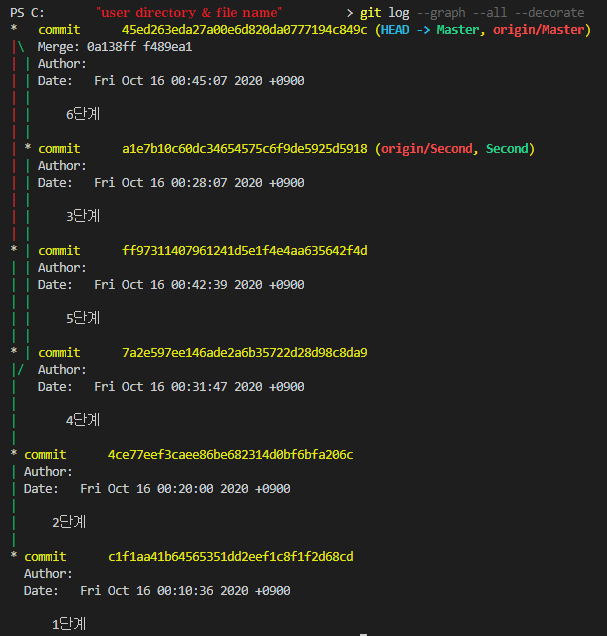 PS C: "user directory & file name" > git log --graph --all --decorate
* commit 45ed263eda27a00e6d820da0777194c849c (HEAD -> Master, origin/Master)
|\ Merge: 0a138ff f489ea1
| | Author:
| | Date: Fri Oct 16 00:45:07 2020 +0900
| |
| | 6단계
| |
| * commit a1e7b10c60dc34654575c6f9de5925d5918 (origin/Second, Second)
| | Author:
| | Date: Fri Oct 16 00:28:07 2020 +0900
| |
| | 3단계
| |
* | commit ff97311407961241d5e1f4e4aa635642f4d
| | Author:
| | Date: Fri Oct 16 00:42:39 2020 +0900
| |
| | 5단계
| |
* | commit 7a2e597ee146ade2a6b35722d28d98c8da9
|/ Author:
| Date: Fri Oct 16 00:31:47 2020 +0900
|
| 4단계
|
* commit 4ce77eef3caee86be682314d0bf6bfa206c
| Author:
| Date: Fri Oct 16 00:20:00 2020 +0900
|
| 2단계
|
* commit c1f1aa41b64565351dd2eef1c8f1f2d68cd
Author:
Date: Fri Oct 16 00:10:36 2020 +0900
1단계